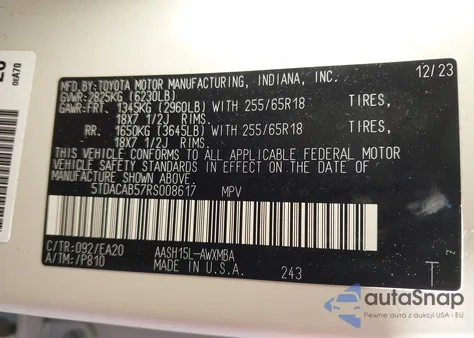 MFD.BY:TOYOTA MOTOR MANUFACTURING, INDIANA, INC. 12/23
GVWR:2825KG (6230LB)
GAWR:FRT. 1345KG (2960LB) WITH 255/65R18 TIRES,
18X7 1/2J RIMS.
RR. 1650KG (3645LB) WITH 255/65R18 TIRES,
18X7 1/2J RIMS.
THIS VEHICLE CONFORMS TO ALL APPLICABLE FEDERAL MOTOR
VEHICLE SAFETY STANDARDS IN EFFECT ON THE DATE OF
MANUFACTURE SHOWN ABOVE.
5TDACAB57RS008617 MPV
C/TR:092/EA20 AASH15L-AWXMBA
A/TM:/P810 MADE IN U.S.A. 243
0EA70
autoSnap
Pewne auta z aukcji USA i EU